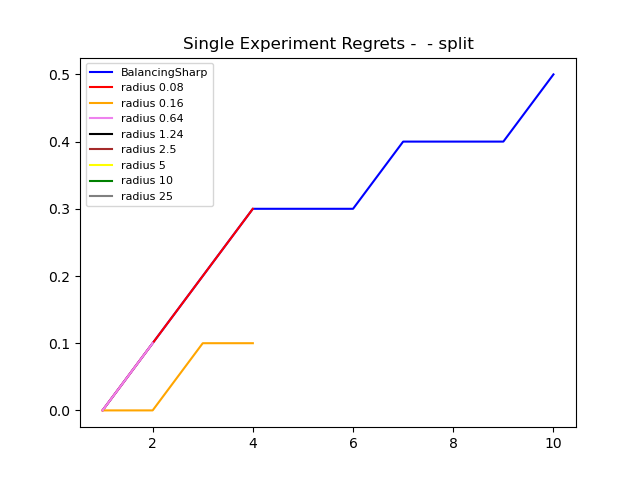 Single Experiment Regrets -  - split
BalancingSharp
radius 0.08
radius 0.16
radius 0.64
radius 1.24
radius 2.5
radius 5
radius 10
radius 25
0.5
0.4
0.3
0.2
0.1
0.0
2 4 6 8 10